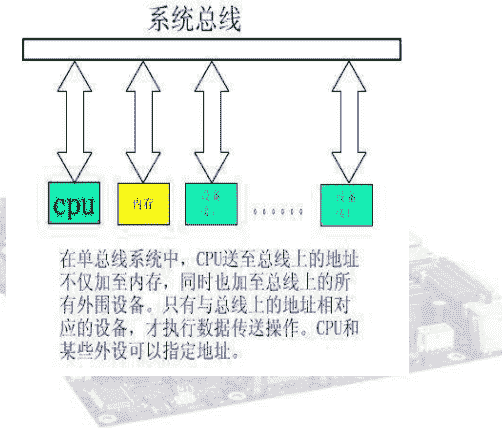 系统总线
cpu
内存
......
在单总线系统中，CPU送至总线上的地址
不仅加至内存，同时也加至总线上的所
有外围设备。只有与总线上的地址相对
应的设备，才执行数据传送操作。CPU和
某些外设可以指定地址。